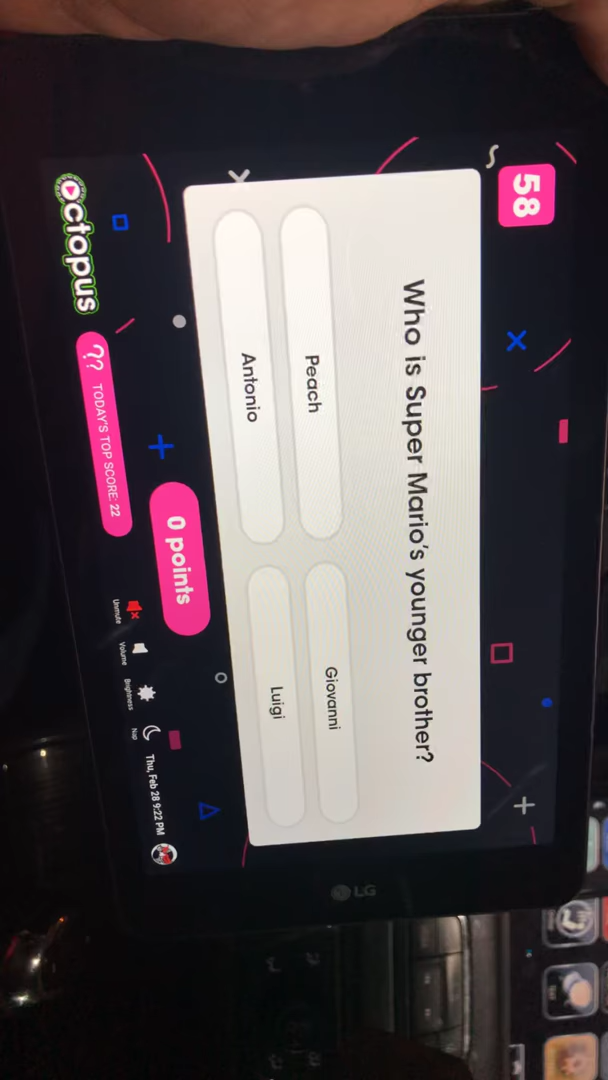 58
Who is Super Mario's younger brother?
Peach
Giovanni
Antonio
Luigi
0 points
Octopus
?? TODAY'S TOP SCORE: 22
Unmute
Volume
Brightness
Nap
Thu, Feb 28 9:22 PM
LG